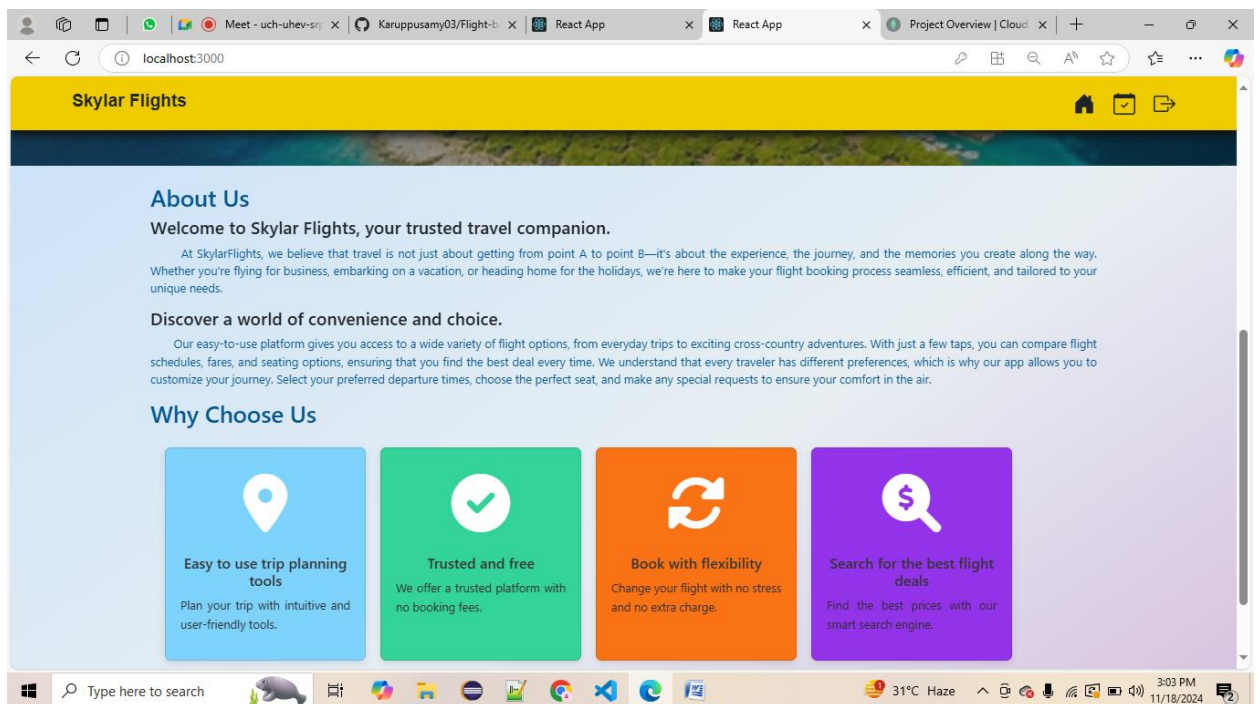 Meet - uch-uhev-sr
Karuppusamy03/Flight-b
React App
React App
Project Overview | Cloud
localhost:3000
Skylar Flights
About Us
Welcome to Skylar Flights, your trusted travel companion.
At SkylarFlights, we believe that travel is not just about getting from point A to point B—it's about the experience, the journey, and the memories you create along the way.
Whether you're flying for business, embarking on a vacation, or heading home for the holidays, we're here to make your flight booking process seamless, efficient, and tailored to your
unique needs.
Discover a world of convenience and choice.
Our easy-to-use platform gives you access to a wide variety of flight options, from everyday trips to exciting cross-country adventures. With just a few taps, you can compare flight
schedules, fares, and seating options, ensuring that you find the best deal every time. We understand that every traveler has different preferences, which is why our app allows you to
customize your journey. Select your preferred departure times, choose the perfect seat, and make any special requests to ensure your comfort in the air.
Why Choose Us
Easy to use trip planning
tools
Plan your trip with intuitive and
user-friendly tools.
Trusted and free
We offer a trusted platform with
no booking fees.
Book with flexibility
Change your flight with no stress
and no extra charge.
Search for the best flight
deals
Find the best prices with our
smart search engine.
Type here to search
31°C Haze
3:03 PM
11/18/2024
2